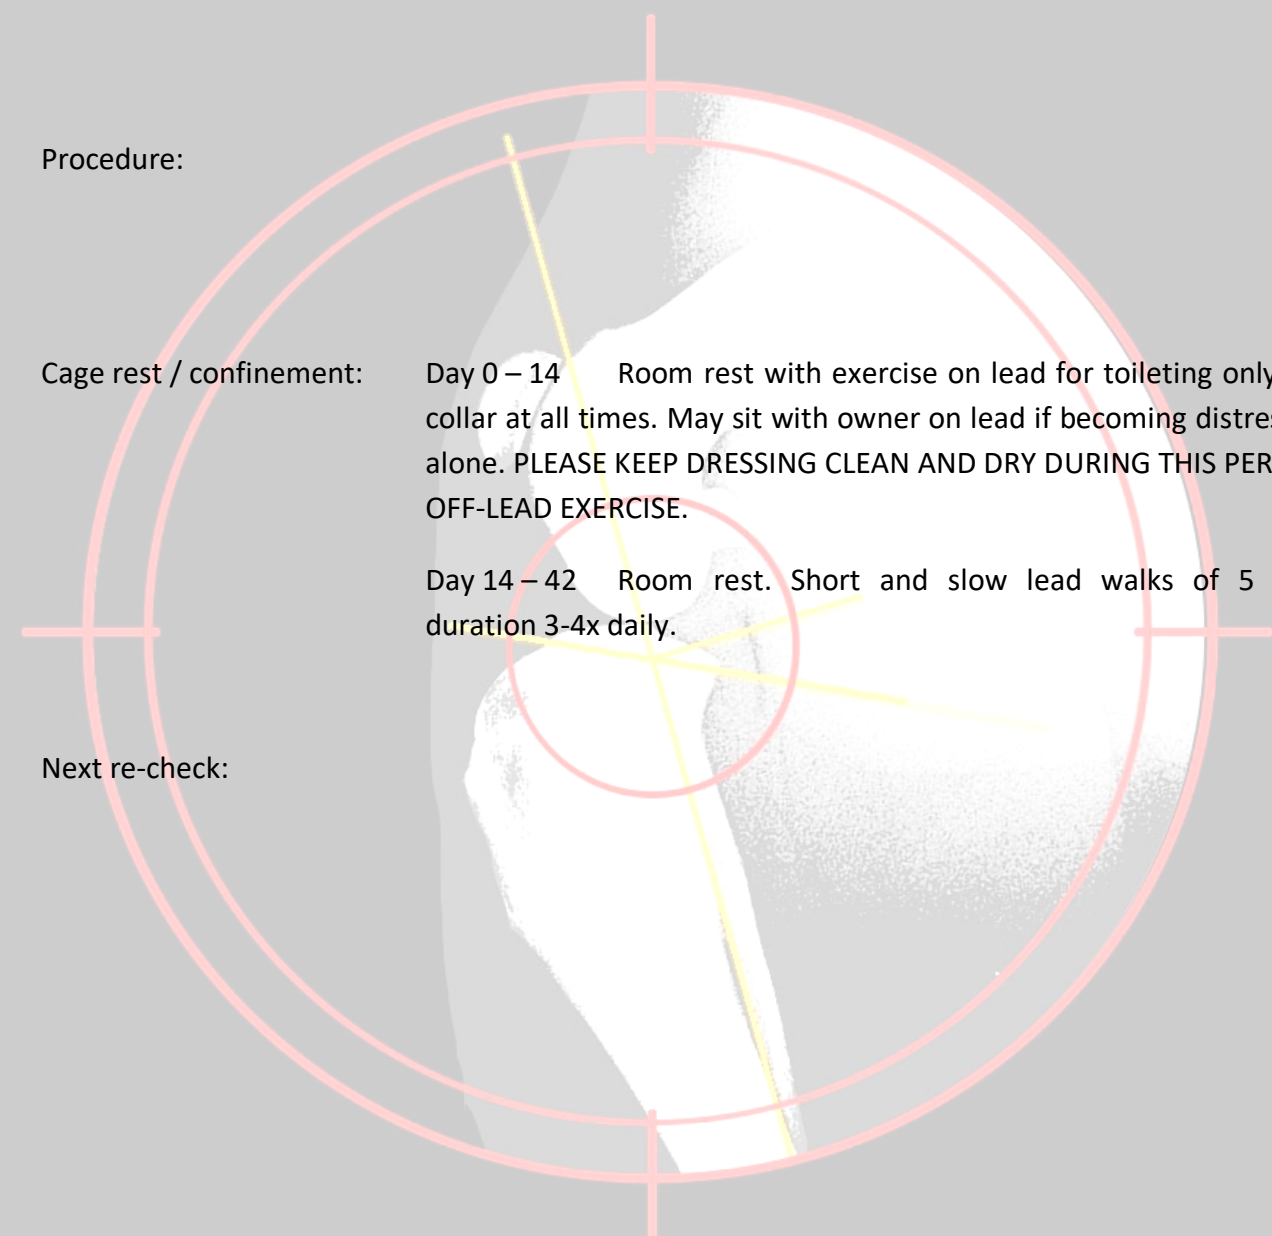 Procedure:
Cage rest / confinement: Day 0 – 14 Room rest with exercise on lead for toileting only
collar at all times. May sit with owner on lead if becoming
alone. PLEASE KEEP DRESSING CLEAN AND DRY DURING THIS
OFF-LEAD EXERCISE.
Day 14 – 42 Room rest. Short and slow lead walks of 5
duration 3-4x daily.
Next re-check: